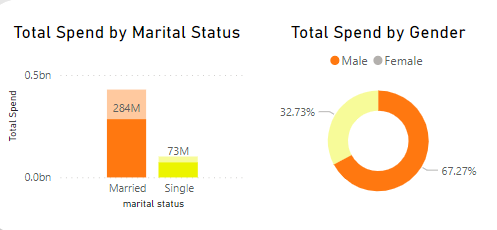 Total Spend by Marital Status
0.5bn
0.0bn
Total Spend
284M
73M
Married
Single
marital status
Total Spend by Gender
Male
Female
32.73%
67.27%